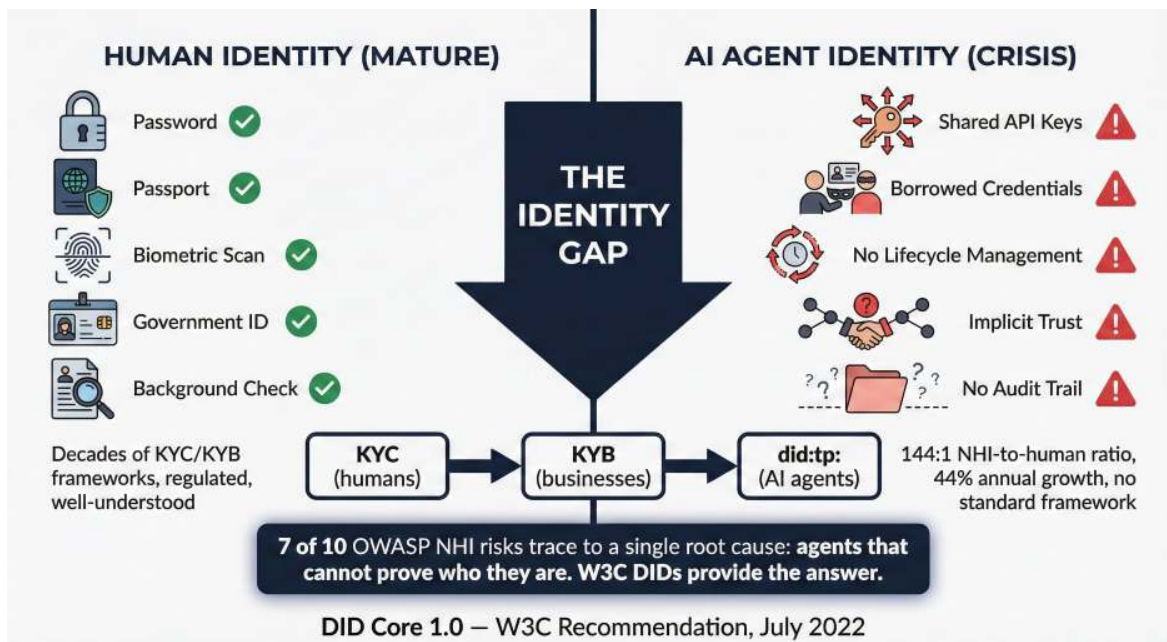 HUMAN IDENTITY (MATURE)
Password
Passport
Biometric Scan
Government ID
Background Check
Decades of KYC/KYB
frameworks, regulated,
well-understood
THE
IDENTITY
GAP
AI AGENT IDENTITY (CRISIS)
Shared API Keys
Borrowed Credentials
No Lifecycle Management
Implicit Trust
?
No Audit Trail
? ? ? ? ? ?
144:1 NHI-to-human ratio,
44% annual growth, no
standard framework
KYC
(humans)
KYB
(businesses)
did:tp:
(AI agents)
7 of 10 OWASP NHI risks trace to a single root cause: agents that
cannot prove who they are. W3C DIDs provide the answer.
DID Core 1.0 — W3C Recommendation, July 2022